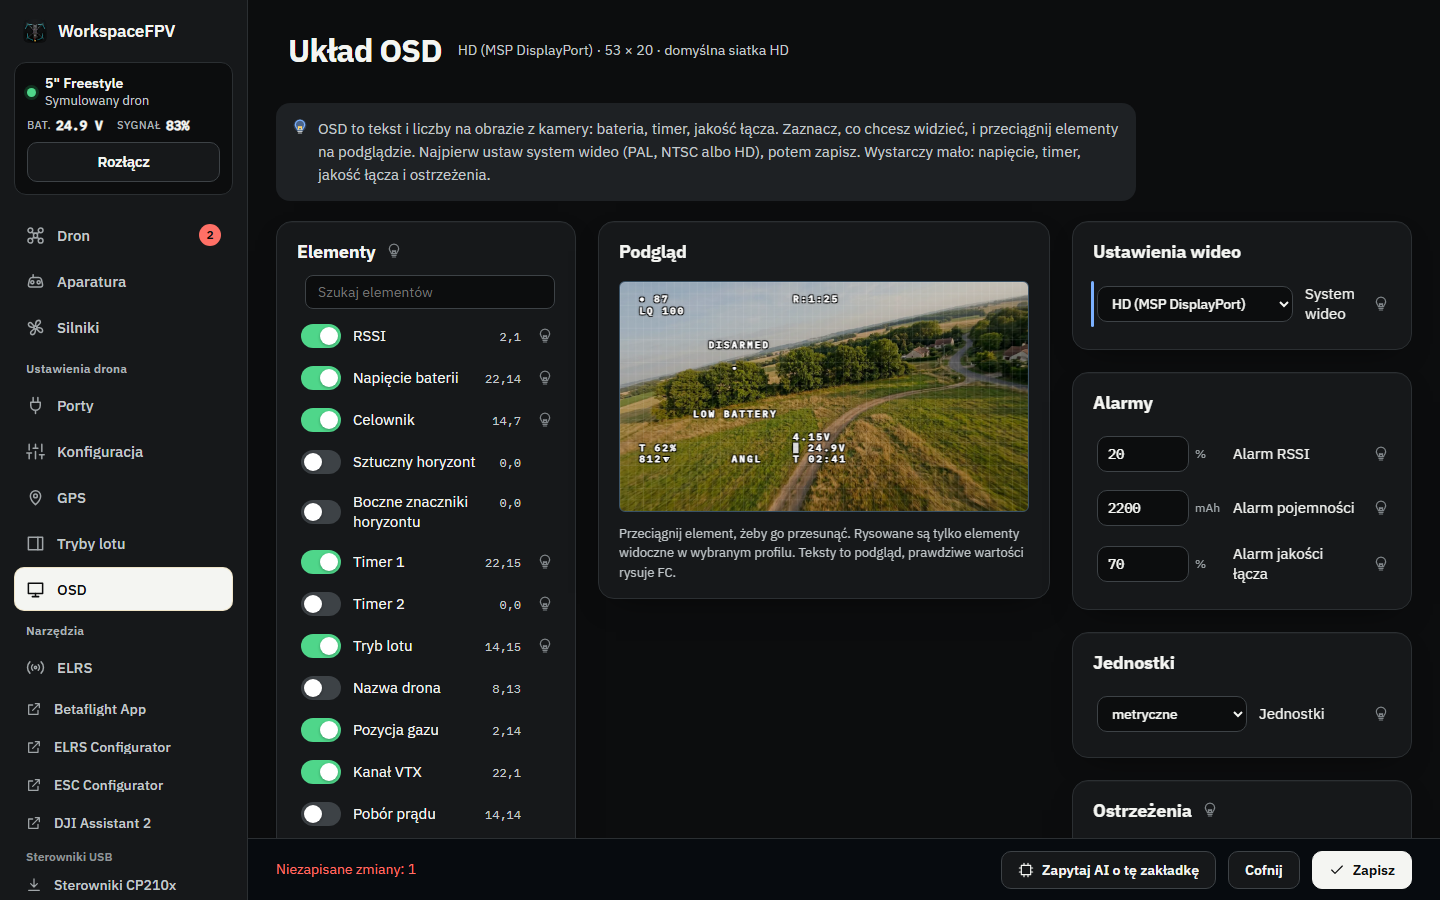 WorkspaceFPV
5" Freestyle
Symulowany dron
BAT. 24.9 V SYGNAŁ 83%
Rozłącz
Dron 2
Aparatura
Silniki
Ustawienia drona
Porty
Konfiguracja
GPS
Tryby lotu
OSD
Narzędzia
ELRS
Betaflight App
ELRS Configurator
ESC Configurator
DJI Assistant 2
Sterowniki USB
Sterowniki CP210x
Układ OSD HD (MSP DisplayPort) · 53 × 20 · domyślna siatka HD
OSD to tekst i liczby na obrazie z kamery: bateria, timer, jakość łącza. Zaznacz, co chcesz widzieć, i przeciągnij elementy
na podglądzie. Najpierw ustaw system wideo (PAL, NTSC albo HD), potem zapisz. Wystarczy mało: napięcie, timer,
jakość łącza i ostrzeżenia.
Elementy
Szukaj elementów
RSSI 2,1
Napięcie baterii 22,14
Celownik 14,7
Sztuczny horyzont 0,0
Boczne znaczniki 0,0
horyzontu
Timer 1 22,15
Timer 2 0,0
Tryb lotu 14,15
Nazwa drona 8,13
Pozycja gazu 2,14
Kanał VTX 22,1
Pobór prądu 14,14
Podgląd
87 R:1:25
LQ 100
DISARMED
LOW BATTERY
4.15V
T 62% 24.9V
812▼ ANGL T 02:41
Przeciągnij element, żeby go przesunąć. Rysowane są tylko elementy
widoczne w wybranym profilu. Teksty to podgląd, prawdziwe wartości
rysuje FC.
Ustawienia wideo
HD (MSP DisplayPort) System
wideo
Alarmy
20 % Alarm RSSI
2200 mAh Alarm pojemności
70 % Alarm jakości
łącza
Jednostki
metryczne Jednostki
Ostrzeżenia
Niezapisane zmiany: 1
Zapytaj AI o tę zakładkę
Cofnij
Zapisz